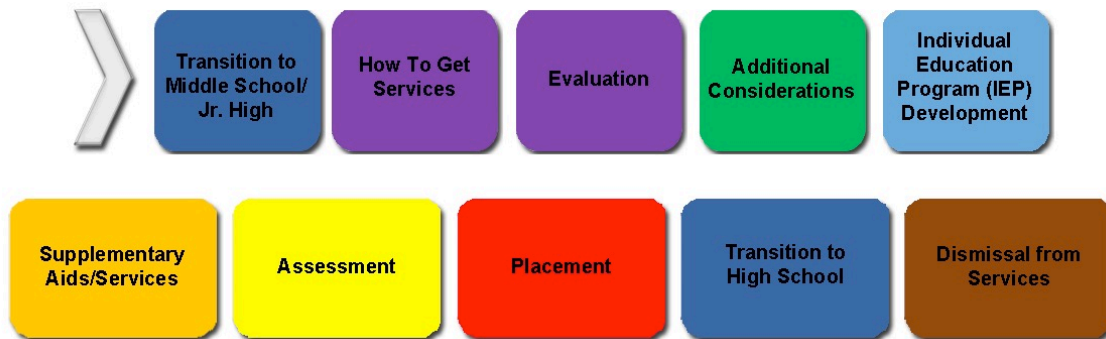 Transition to
Middle School/
Jr. High
How To Get
Services
Evaluation
Additional
Considerations
Individual
Education
Program (IEP)
Development
Supplementary
Aids/Services
Assessment
Placement
Transition to
High School
Dismissal from
Services